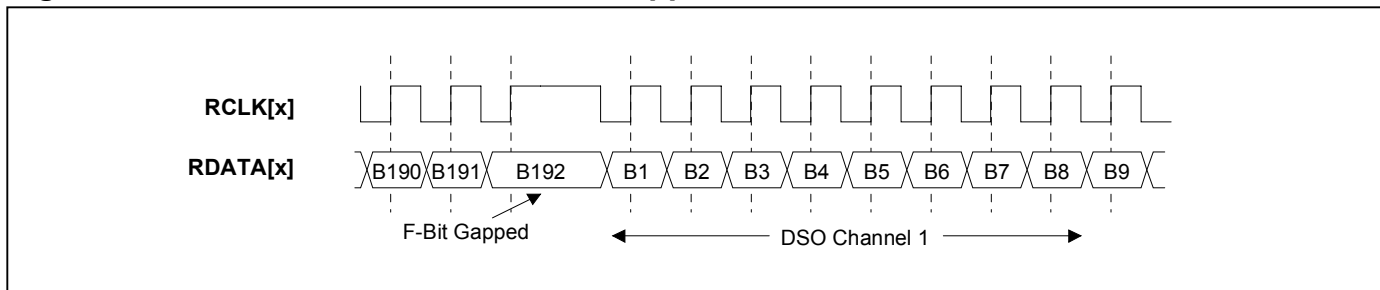 RCLK[x]
RDATA[x]
B190 B191 B192 B1 B2 B3 B4 B5 B6 B7 B8 B9
F-Bit Gapped
DSO Channel 1